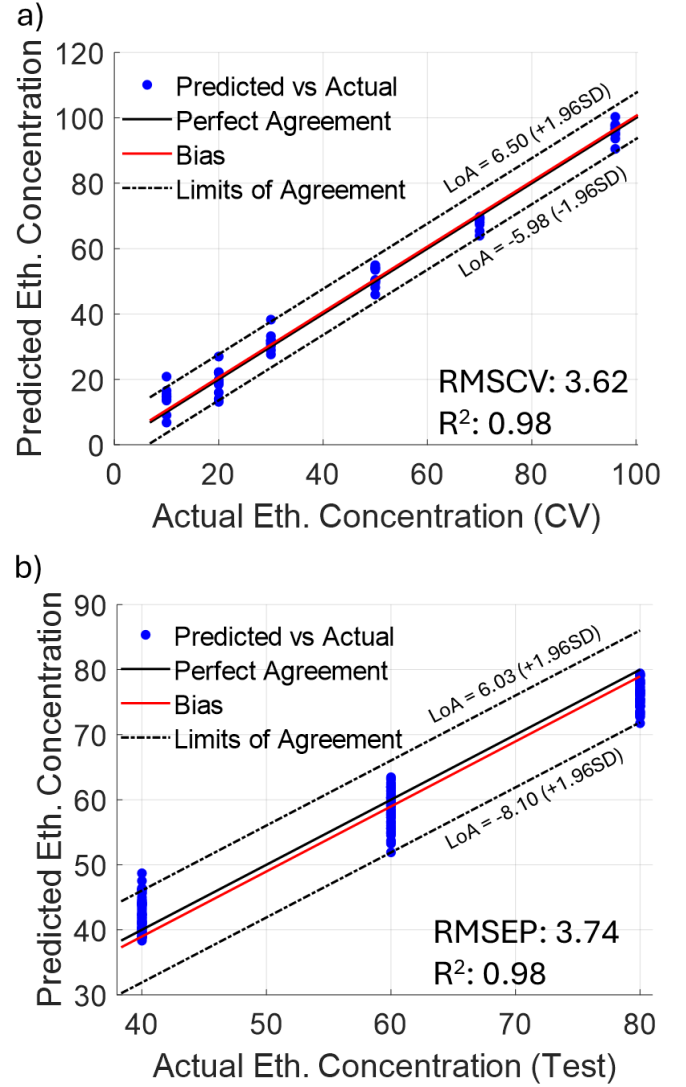 a)
Predicted Eth. Concentration
120
100
80
60
40
20
0
Predicted vs Actual
Perfect Agreement
Bias
Limits of Agreement
LoA = 6.50 (+1.96SD)
LoA = -5.98 (-1.96SD)
RMSCV: 3.62
R²: 0.98
0 20 40 60 80 100
Actual Eth. Concentration (CV)
b)
Predicted Eth. Concentration
90
80
70
60
50
40
30
Predicted vs Actual
Perfect Agreement
Bias
Limits of Agreement
LoA = 6.03 (+1.96SD)
LoA = -8.10 (+1.96SD)
RMSEP: 3.74
R²: 0.98
40 50 60 70 80
Actual Eth. Concentration (Test)